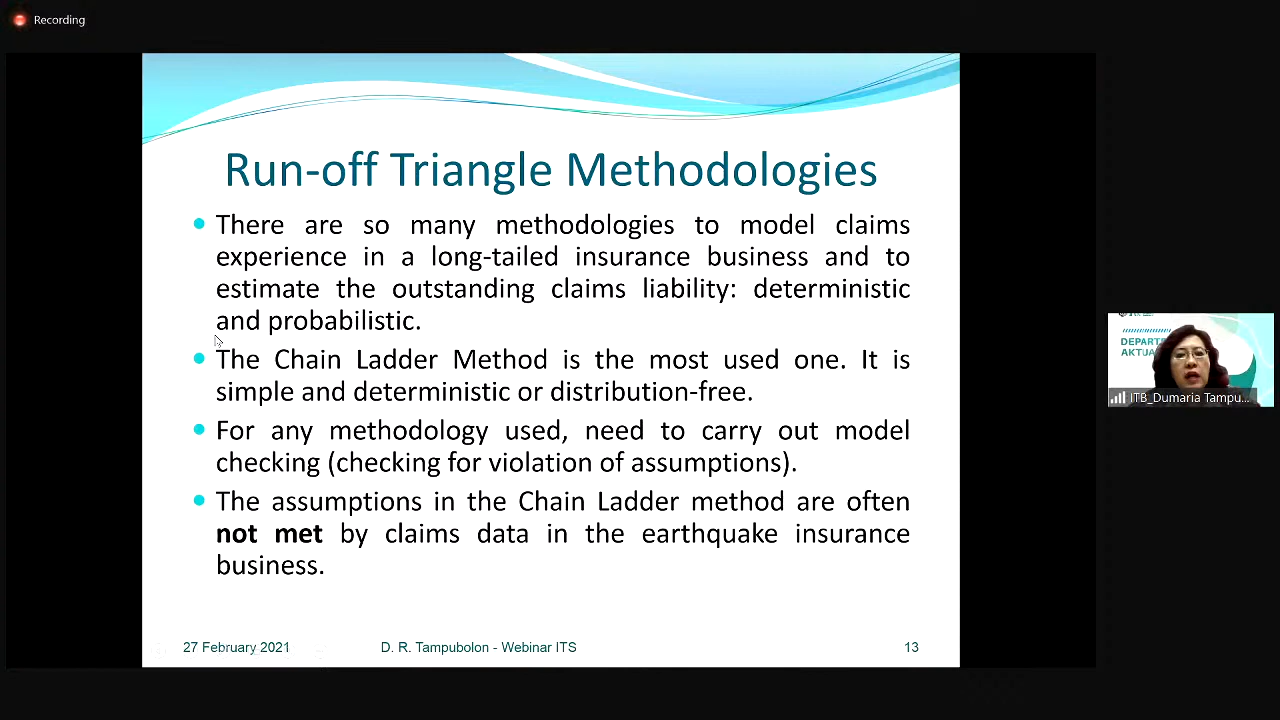 Recording
Run-off Triangle Methodologies
There are so many methodologies to model claims
experience in a long-tailed insurance business and to
estimate the outstanding claims liability: deterministic
and probabilistic.
The Chain Ladder Method is the most used one. It is
simple and deterministic or distribution-free.
For any methodology used, need to carry out model
checking (checking for violation of assumptions).
The assumptions in the Chain Ladder method are often
not met by claims data in the earthquake insurance
business.
27 February 2021 D. R. Tampubolon - Webinar ITS 13
DEPART
AKTUA
ITB_Dumaria Tampu...